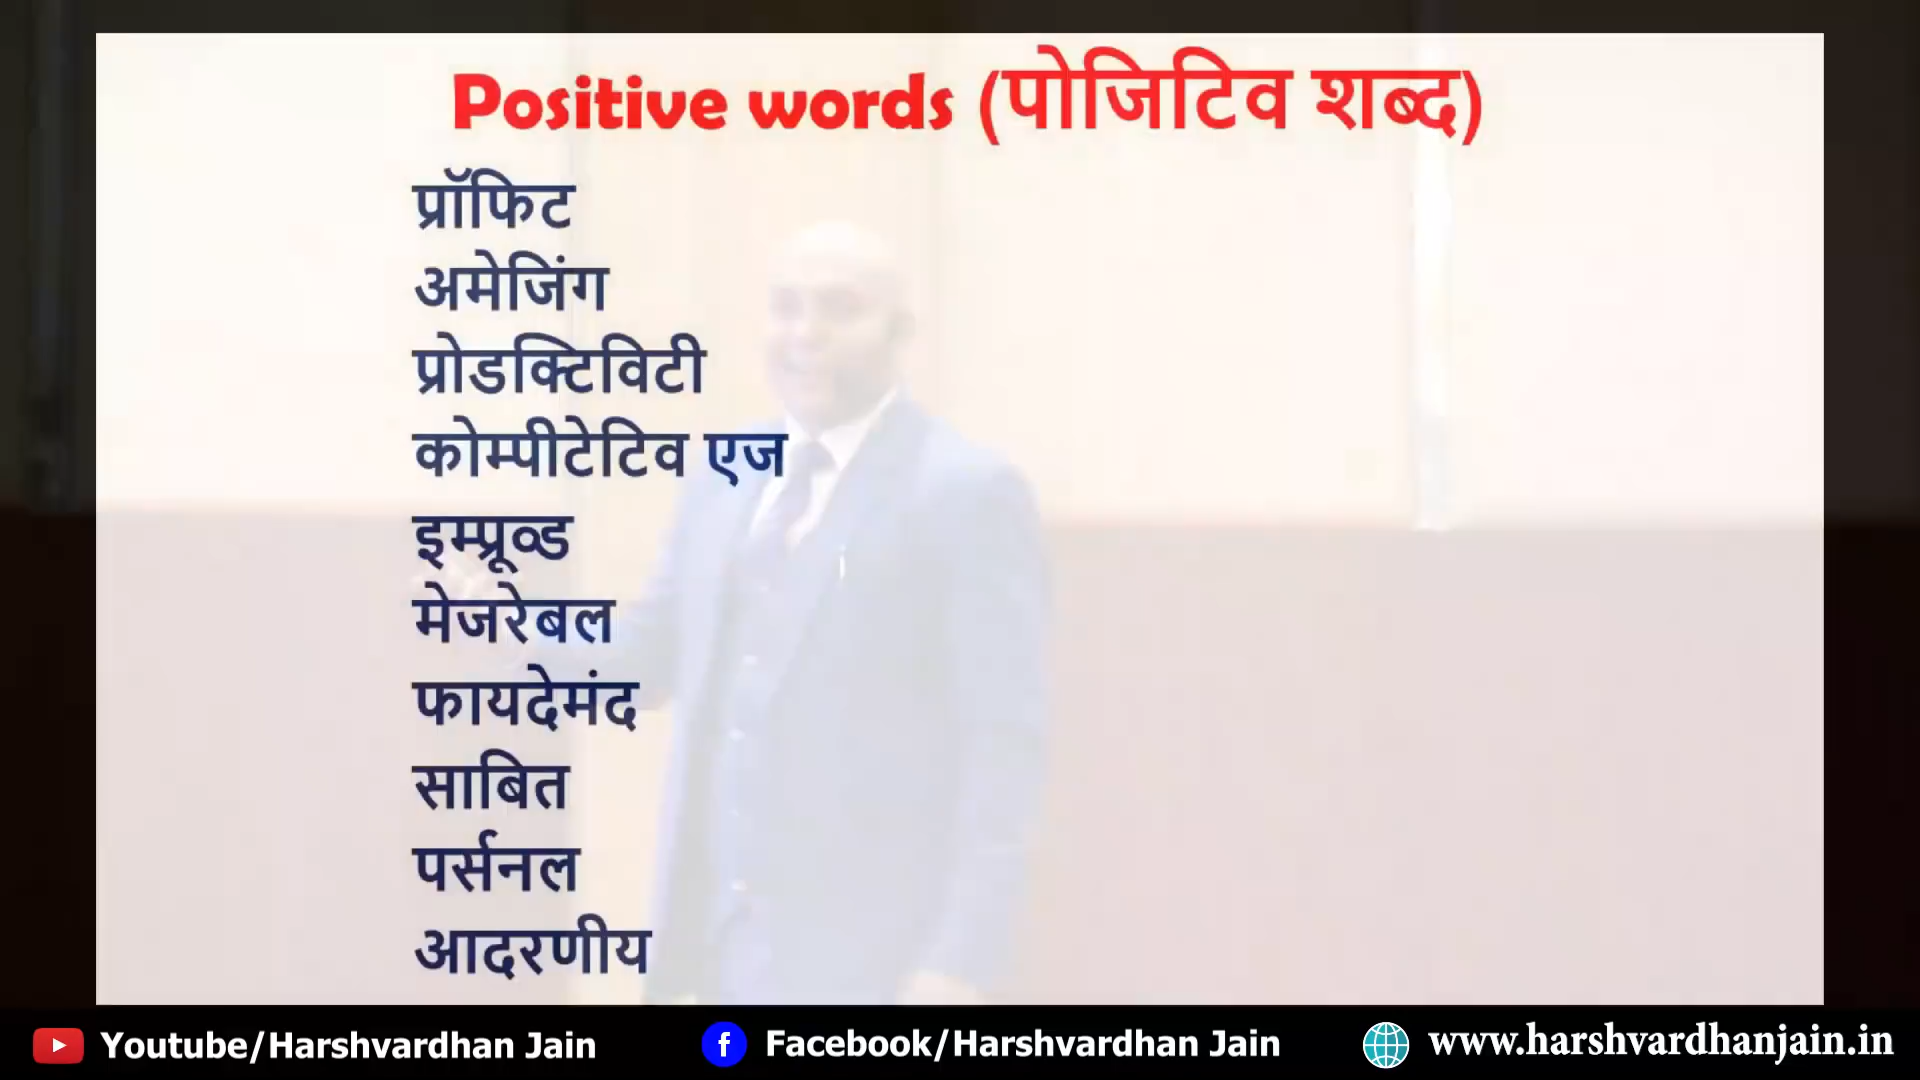 Positive words (पोजिटिव शब्द)
प्रॉफिट
अमेजिंग
प्रोडक्टिविटी
कोम्पीटेटिव एज
इम्प्रूव्ड
मेजरेबल
फायदेमंद
साबित
पर्सनल
आदरणीय
Youtube/Harshvardhan Jain
Facebook/Harshvardhan Jain
www.harshvardhanjain.in